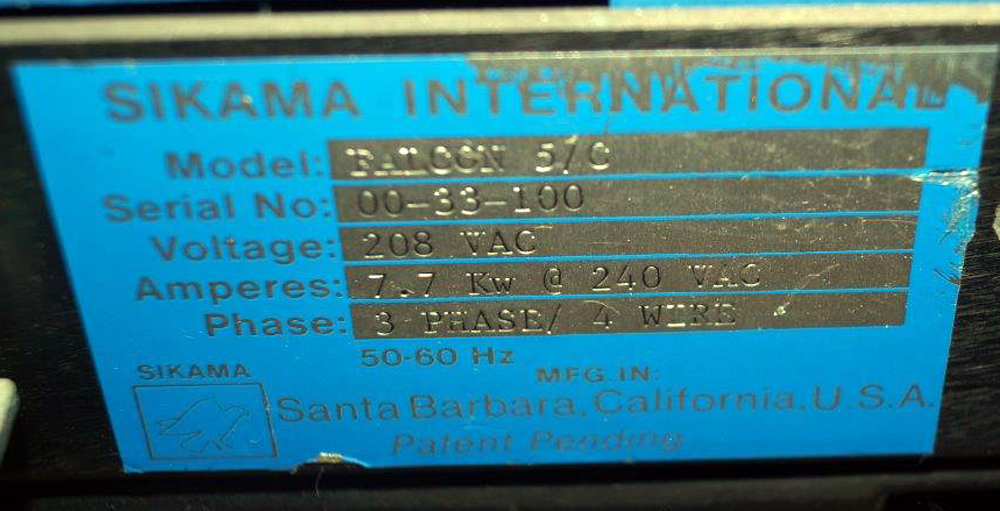 SIKAMA INTERNATIONAL
Model: FALCON 5/C
Serial No: 00-33-100
Voltage: 208 VAC
Amperes: 7.7 Kw @ 240 VAC
Phase: 3 PHASE/ 4 WIRE
50-60 Hz
SIKAMA
MFG. IN:
Santa Barbara, California, U.S.A.
Patent Pending